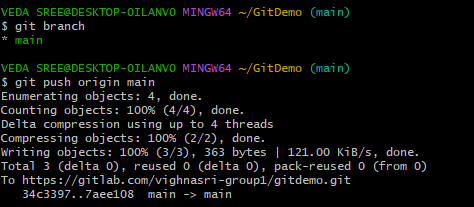 VEDA SREE@DESKTOP-OILANVO MINGW64 ~/GitDemo (main)
$ git branch
* main
VEDA SREE@DESKTOP-OILANVO MINGW64 ~/GitDemo (main)
$ git push origin main
Enumerating objects: 4, done.
Counting objects: 100% (4/4), done.
Delta compression using up to 4 threads
Compressing objects: 100% (2/2), done.
Writing objects: 100% (3/3), 363 bytes | 121.00 KiB/s, done.
Total 3 (delta 0), reused 0 (delta 0), pack-reused 0 (from 0)
To https://gitlab.com/vighnasri-group1/gitdemo.git
   34c3397..7aee108  main -> main